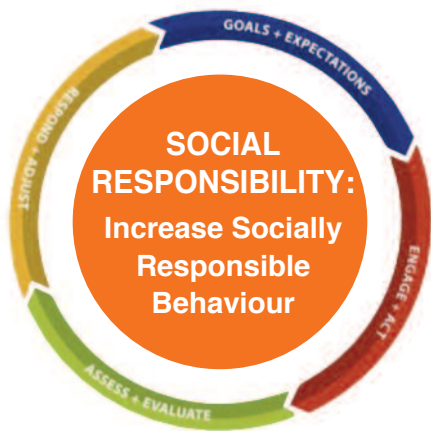 GOALS + EXPECTATIONS
ENGAGE + ACT
ASSESS + EVALUATE
RESPOND + ADJUST
SOCIAL
RESPONSIBILITY:
Increase Socially
Responsible
Behaviour